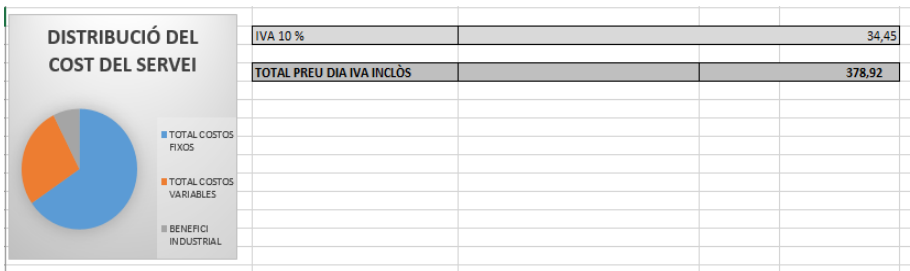 DISTRIBUCIÓ DEL
COST DEL SERVEI
TOTAL COSTOS
FIXOS
TOTAL COSTOS
VARIABLES
BENEFICI
INDUSTRIAL
IVA 10 % 34,45
TOTAL PREU DIA IVA INCLÒS 378,92